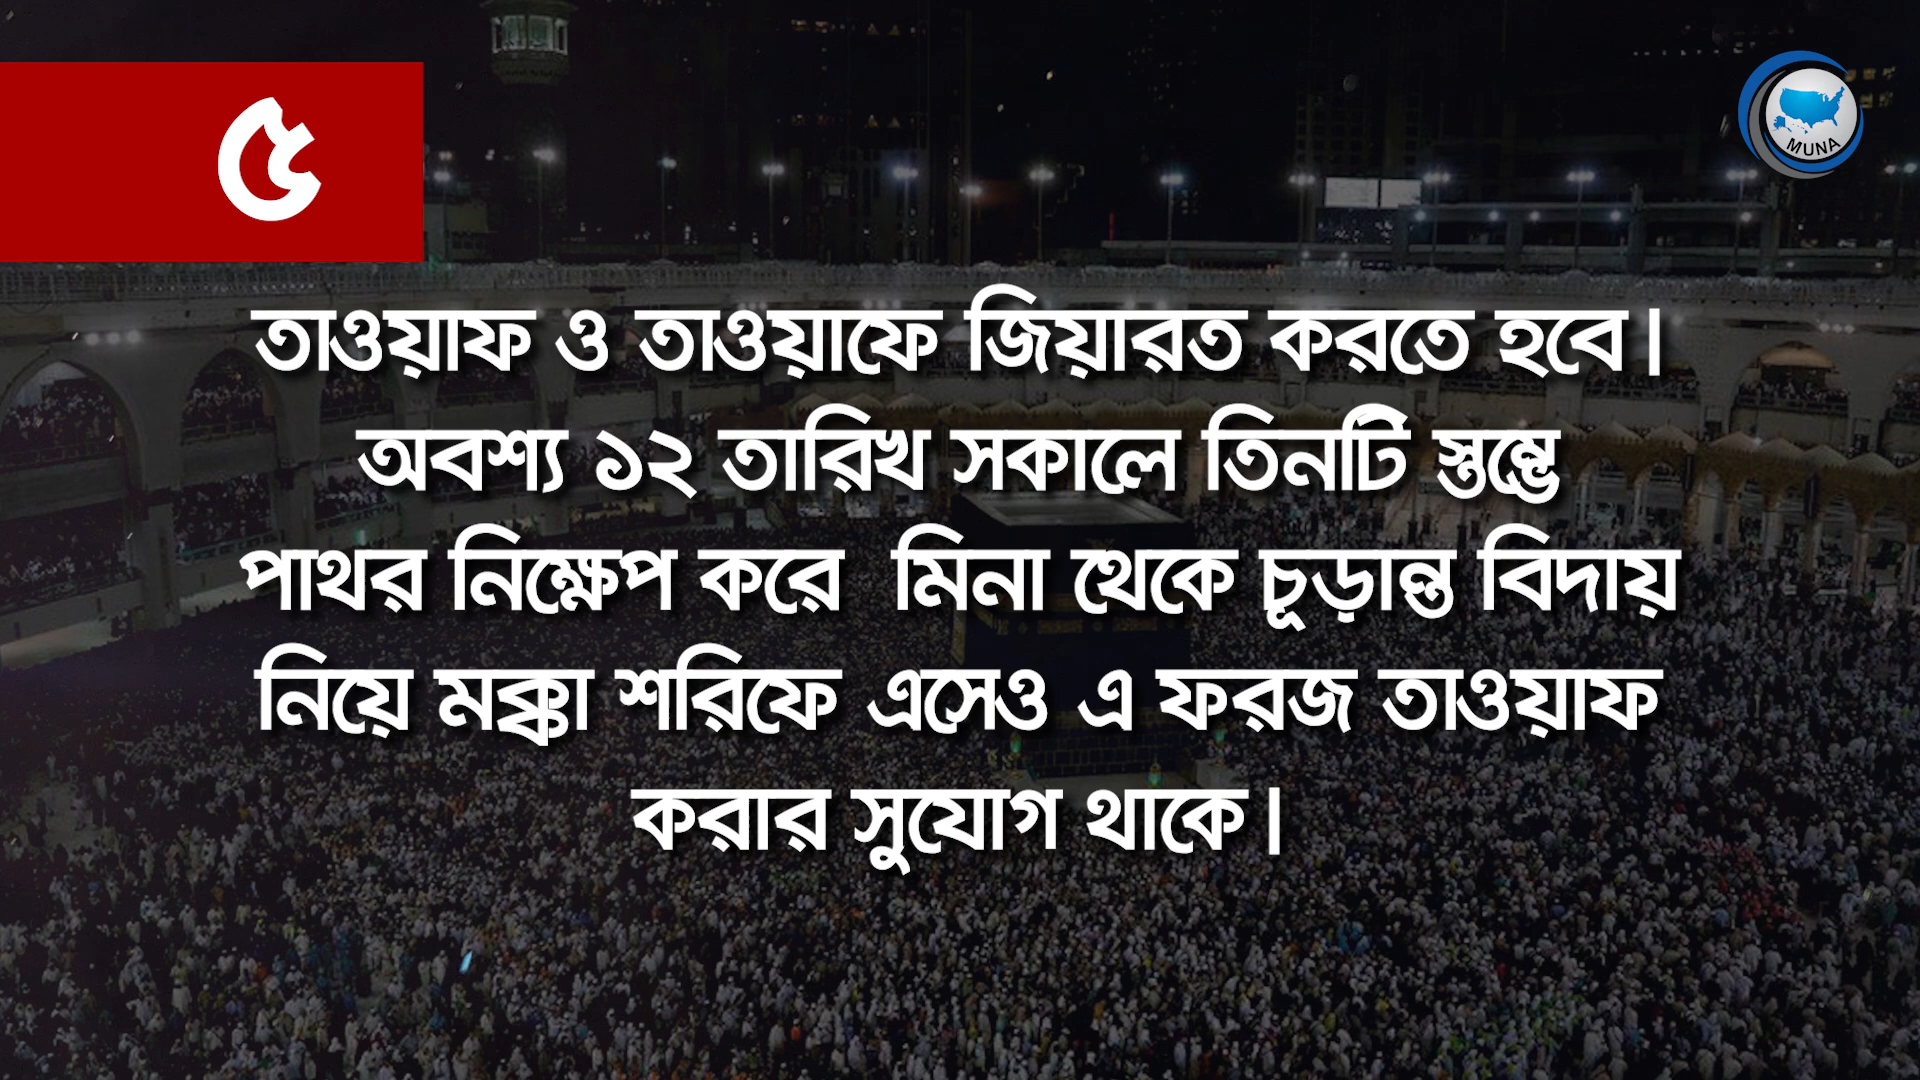 ৫
MUNA
তাওয়াফ ও তাওয়াফে জিয়ারত করতে হবে।
অবশ্য ১২ তারিখ সকালে তিনটি স্তম্ভে
পাথর নিক্ষেপ করে মিনা থেকে চূড়ান্ত বিদায়
নিয়ে মক্কা শরিফে এসেও এ ফরজ তাওয়াফ
করার সুযোগ থাকে।